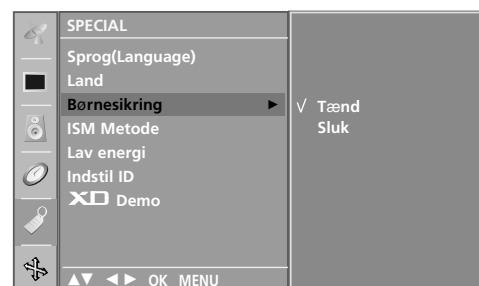 SPECIAL
Sprog(Language)
Land
Børnesikring ►
ISM Metode
Lav energi
Indstil ID
XD Demo
√ Tænd
Sluk
▲▼ ◄► OK MENU